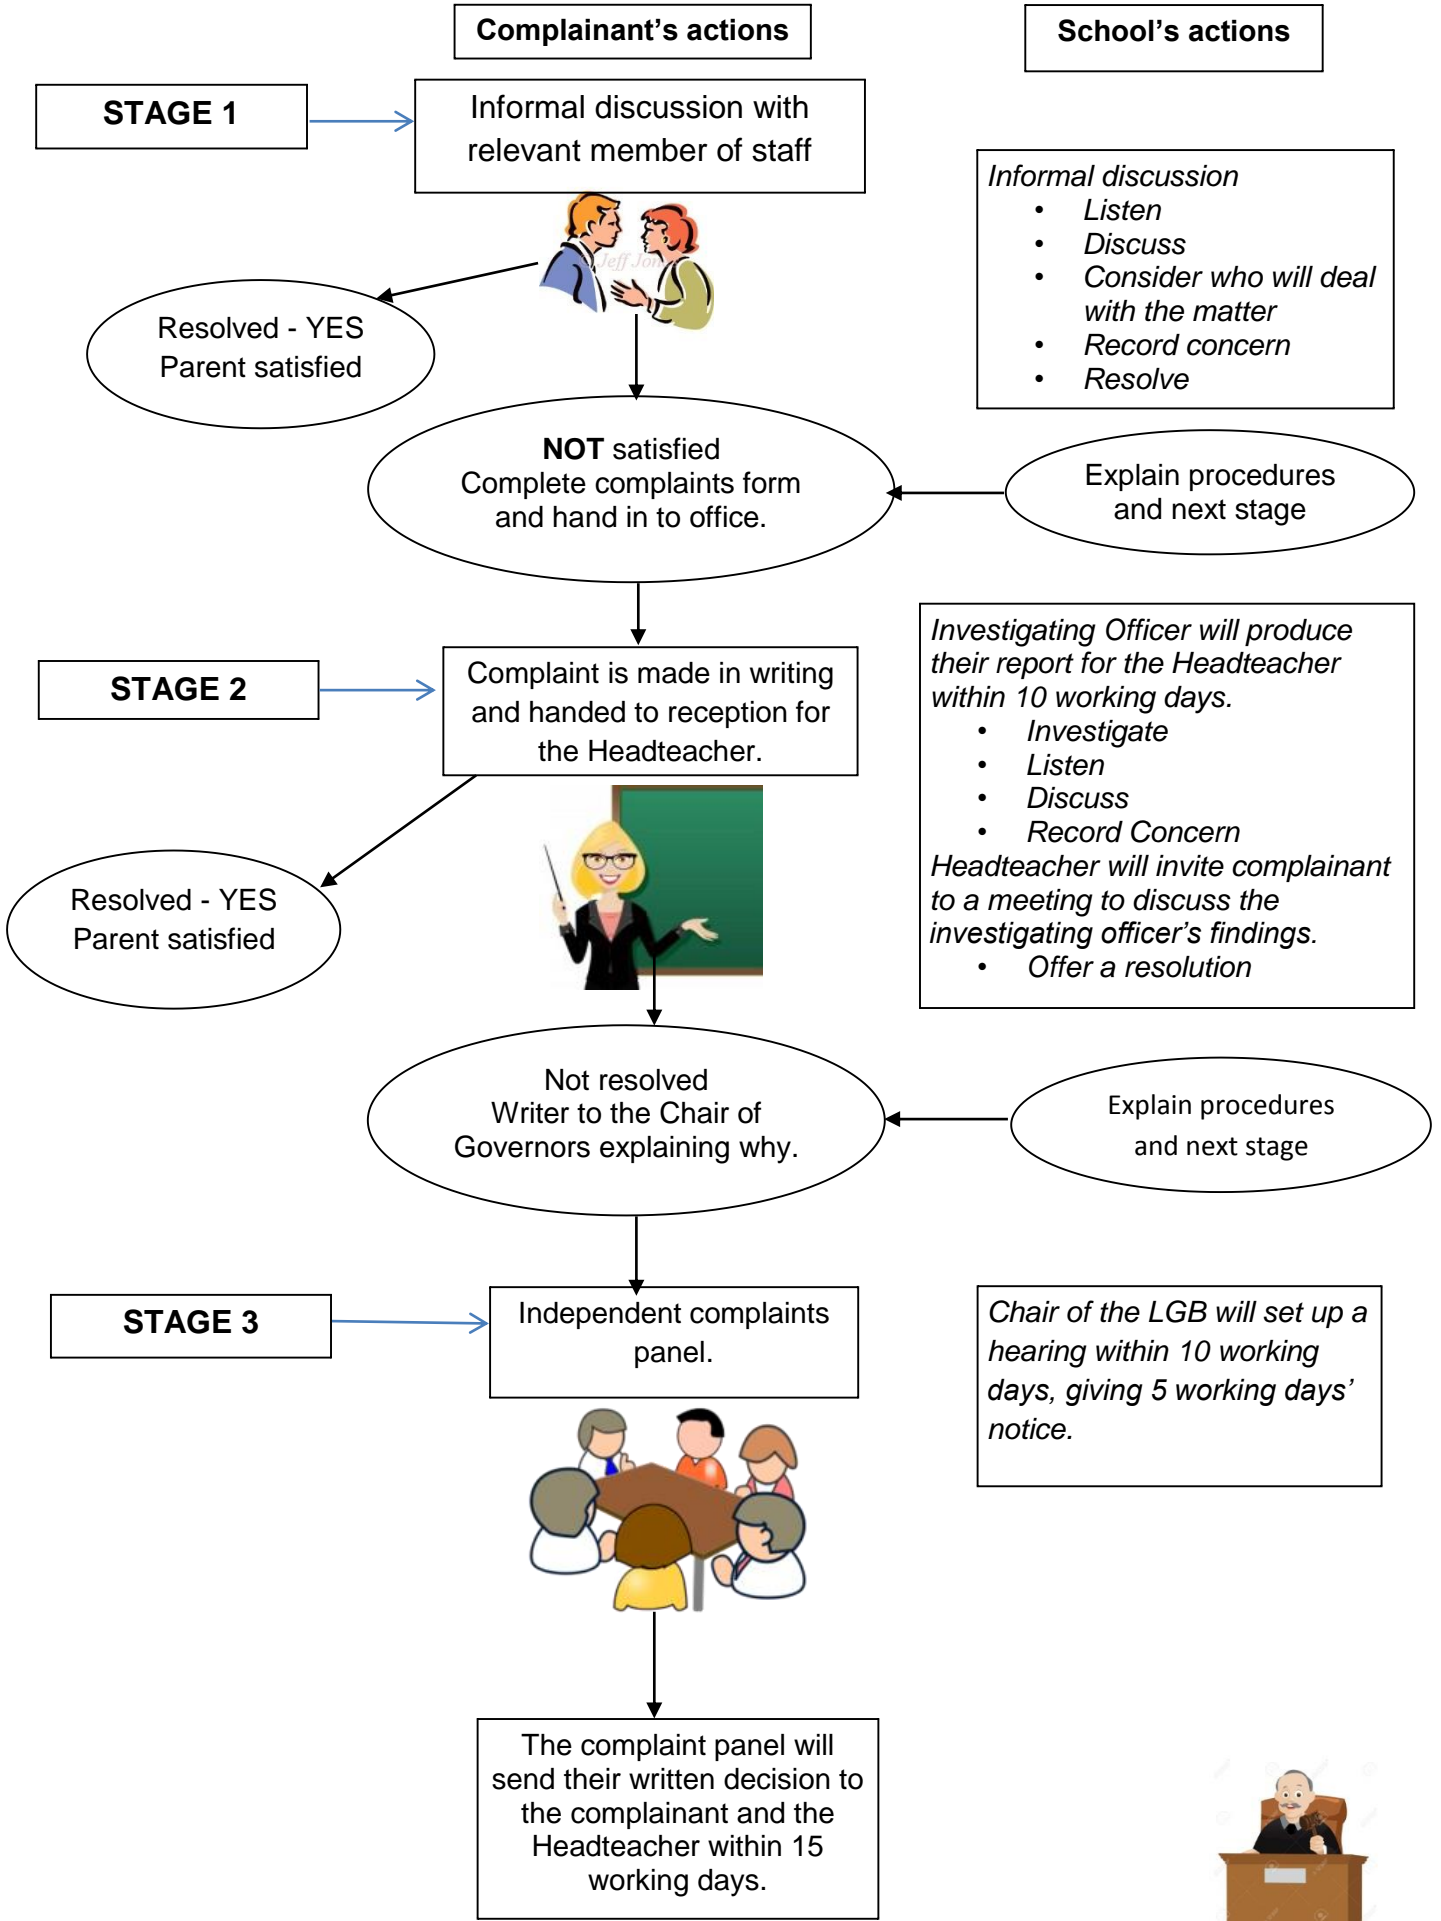 Complainant’s actions
School’s actions
STAGE 1
Informal discussion with
relevant member of staff
Informal discussion
• Listen
• Discuss
• Consider who will deal
with the matter
• Record concern
• Resolve
Resolved - YES
Parent satisfied
NOT satisfied
Complete complaints form
and hand in to office.
Explain procedures
and next stage
STAGE 2
Complaint is made in writing
and handed to reception for
the Headteacher.
Investigating Officer will produce
their report for the Headteacher
within 10 working days.
• Investigate
• Listen
• Discuss
• Record Concern
Headteacher will invite complainant
to a meeting to discuss the
investigating officer’s findings.
• Offer a resolution
Resolved - YES
Parent satisfied
Not resolved
Writer to the Chair of
Governors explaining why.
Explain procedures
and next stage
STAGE 3
Independent complaints
panel.
Chair of the LGB will set up a
hearing within 10 working
days, giving 5 working days’
notice.
The complaint panel will
send their written decision to
the complainant and the
Headteacher within 15
working days.